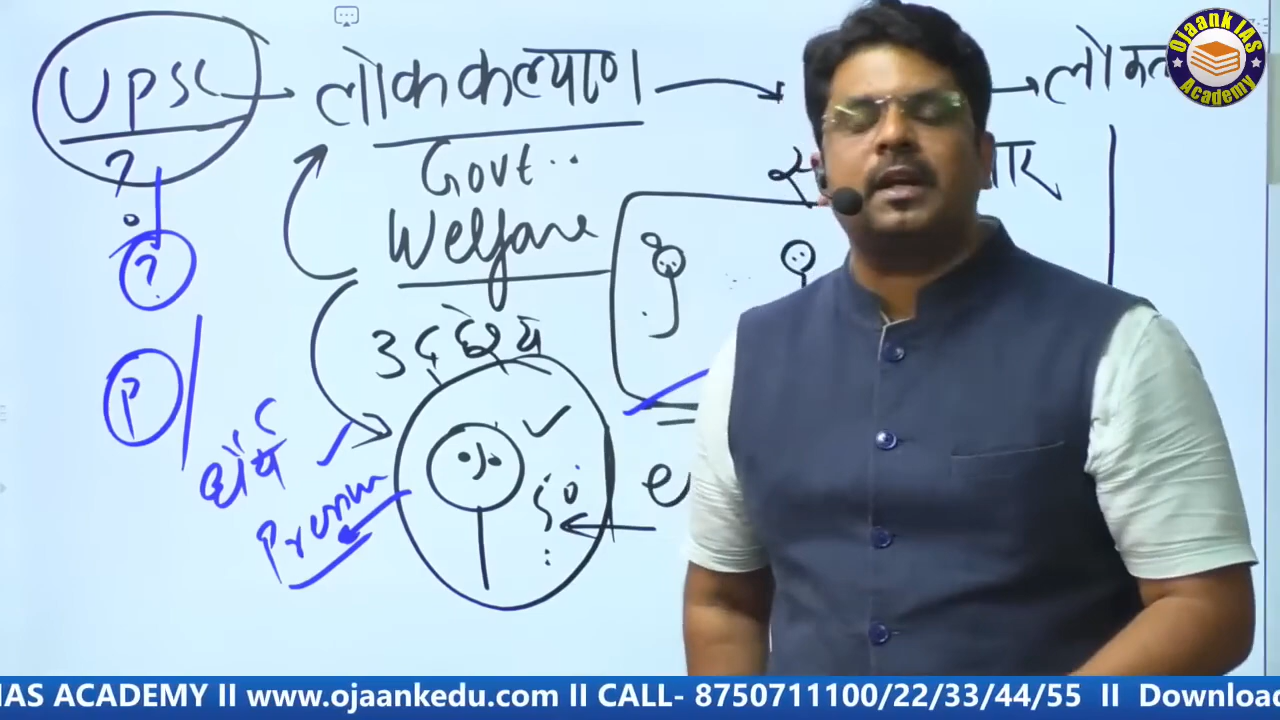 UPSC → लोककल्याण →
Govt..
Welfare
?
?
उद्देश्य
P
धैर्य
Ojaank IAS
Academy
IAS ACADEMY II www.ojaankedu.com II CALL- 8750711100/22/33/44/55 II Download